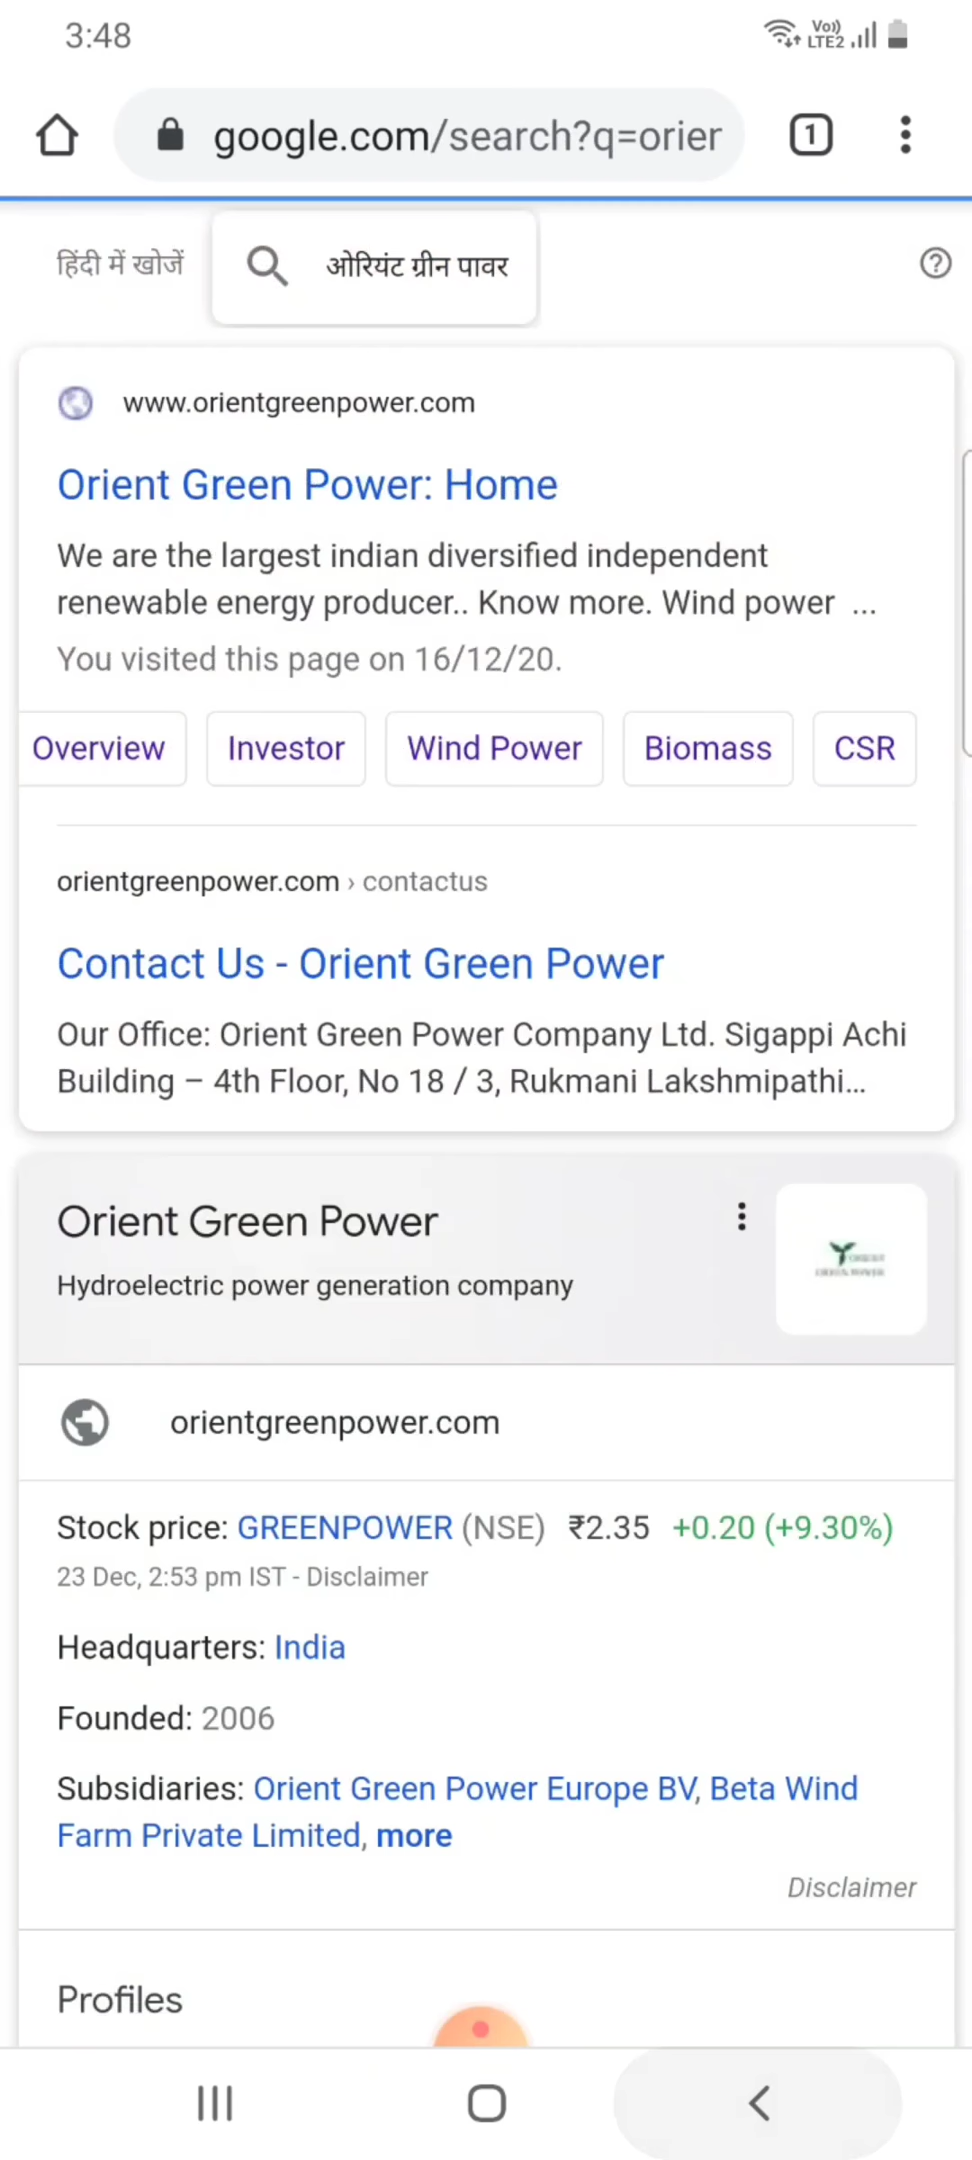 3:48
Vo))
LTE2
google.com/search?q=orier
1
हिंदी में खोजें
ओरियंट ग्रीन पावर
www.orientgreenpower.com
Orient Green Power: Home
We are the largest indian diversified independent
renewable energy producer.. Know more. Wind power ...
You visited this page on 16/12/20.
Overview
Investor
Wind Power
Biomass
CSR
orientgreenpower.com › contactus
Contact Us - Orient Green Power
Our Office: Orient Green Power Company Ltd. Sigappi Achi
Building – 4th Floor, No 18 / 3, Rukmani Lakshmipathi...
Orient Green Power
Hydroelectric power generation company
orientgreenpower.com
Stock price: GREENPOWER (NSE) ₹2.35 +0.20 (+9.30%)
23 Dec, 2:53 pm IST - Disclaimer
Headquarters: India
Founded: 2006
Subsidiaries: Orient Green Power Europe BV, Beta Wind
Farm Private Limited, more
Disclaimer
Profiles